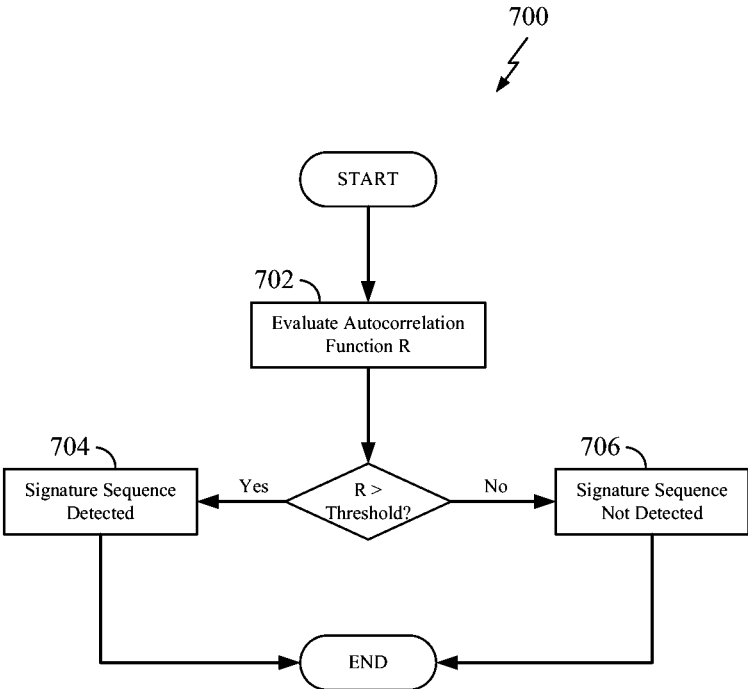 700
START
702
Evaluate Autocorrelation
Function R
704
706
Signature Sequence
Detected
Yes
R >
Threshold?
No
Signature Sequence
Not Detected
END